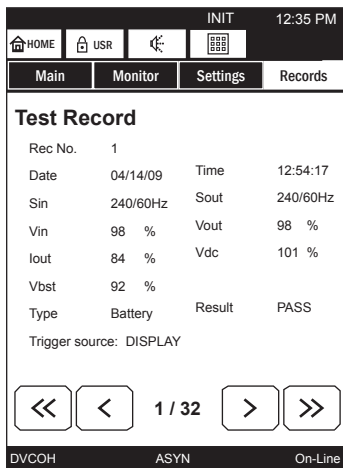 INIT 12:35 PM
HOME USR
Main Monitor Settings Records
Test Record
Rec No. 1
Date 04/14/09 Time 12:54:17
Sin 240/60Hz Sout 240/60Hz
Vin 98 % Vout 98 %
Iout 84 % Vdc 101 %
Vbst 92 %
Type Battery Result PASS
Trigger source: DISPLAY
<< < 1 / 32 > >>
DVCOH ASYN On-Line